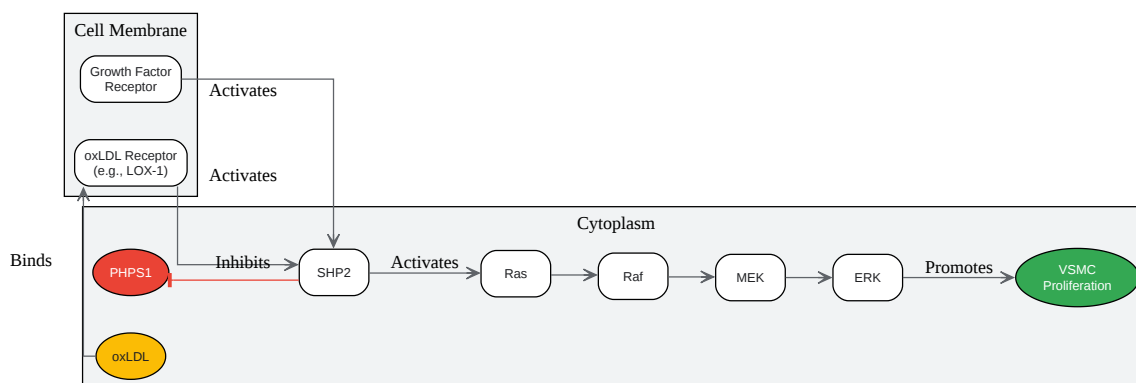 Cell Membrane
Growth Factor
Receptor
Activates
oxLDL Receptor
(e.g., LOX-1)
Activates
Cytoplasm
Binds
PHPS1
Inhibits
SHP2
Activates
Ras
Raf
MEK
ERK
Promotes
VSMC
Proliferation
oxLDL